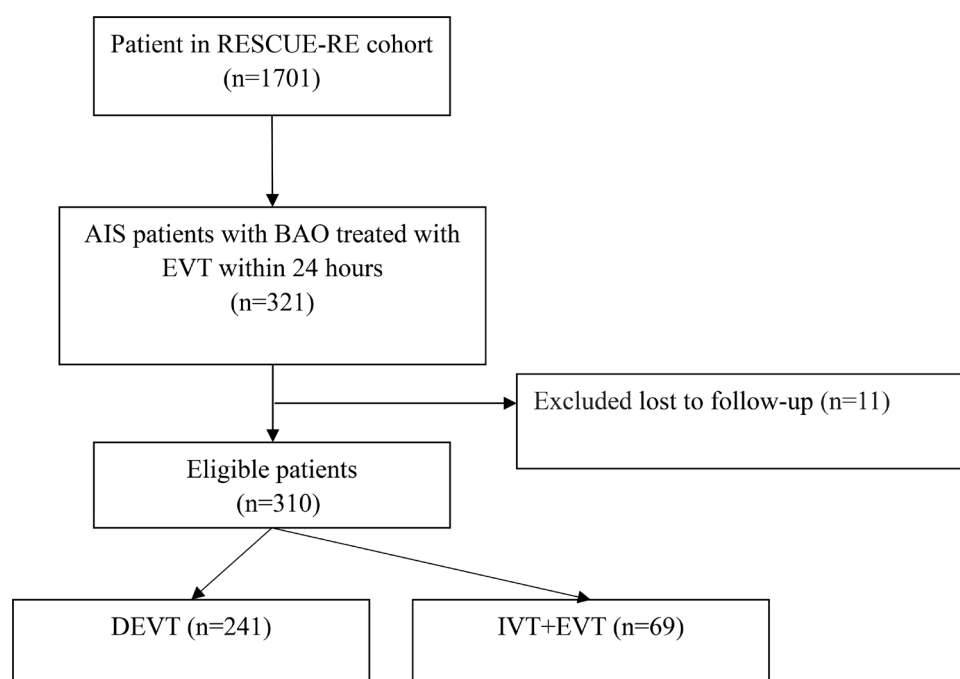 Patient in RESCUE-RE cohort
(n=1701)
AIS patients with BAO treated with
EVT within 24 hours
(n=321)
Excluded lost to follow-up (n=11)
Eligible patients
(n=310)
DEVT (n=241)
IVT+EVT (n=69)